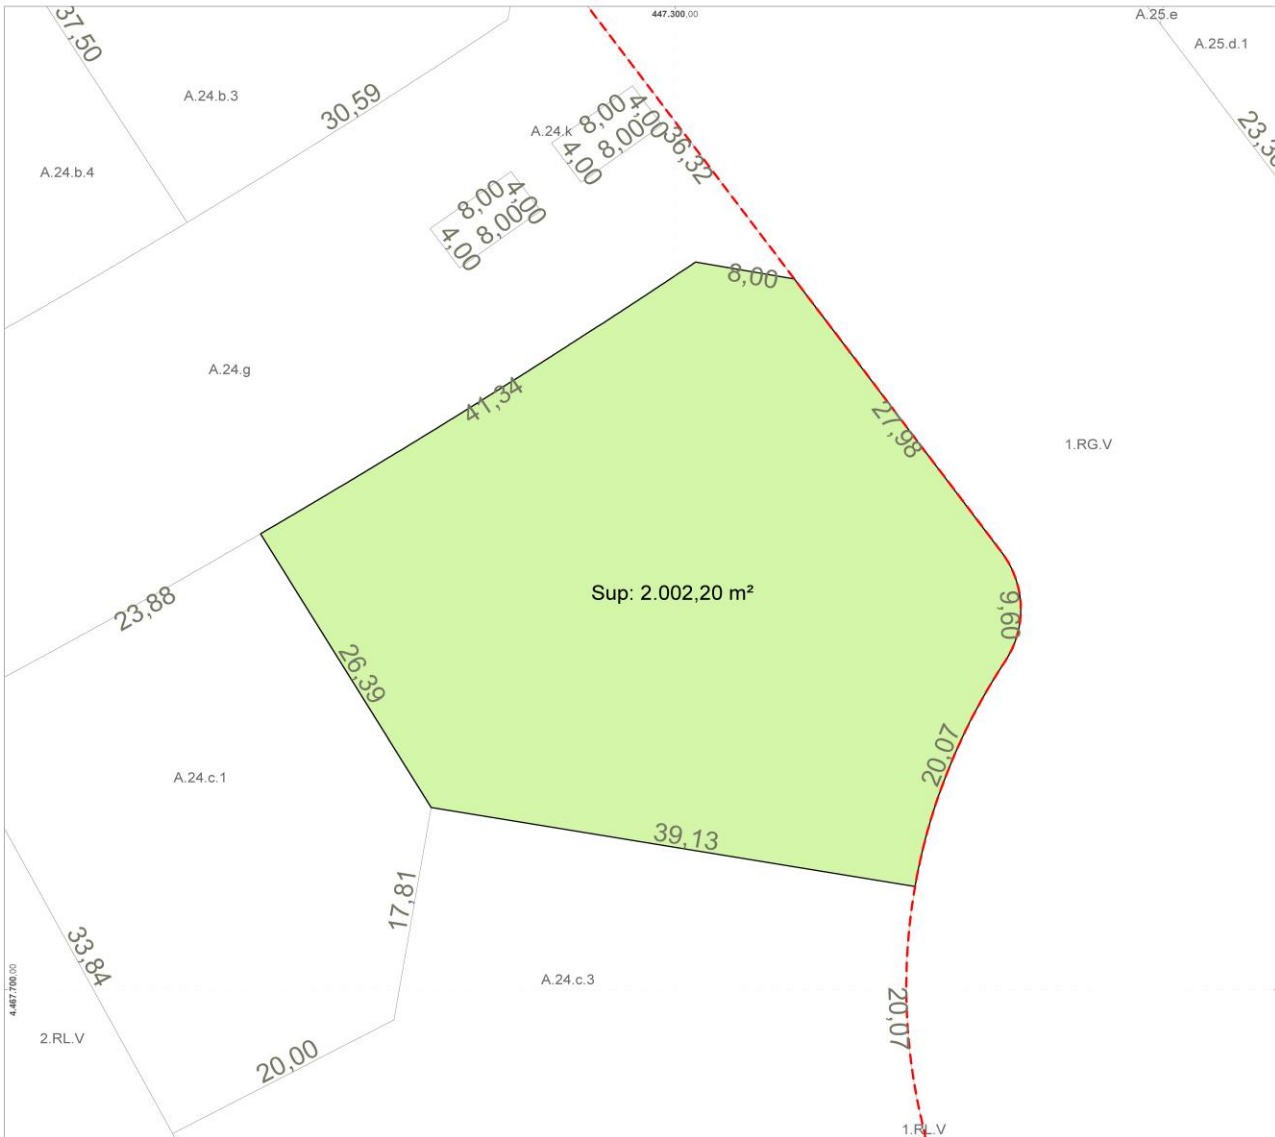 447.300,00
A.25.e
37,50
A.25.d.1
A.24.b.3
30,59
8,00
4,00
A.24.k
8,00
4,00
36,32
A.24.b.4
8,00
4,00
8,00
4,00
8,00
A.24.g
41,34
27,98
1.RG.V
Sup: 2.002,20 m²
23,88
9,60
26,39
20,07
A.24.c.1
39,13
17,81
33,84
A.24.c.3
4.467.700,00
20,07
2.RL.V
20,00
1.RL.V